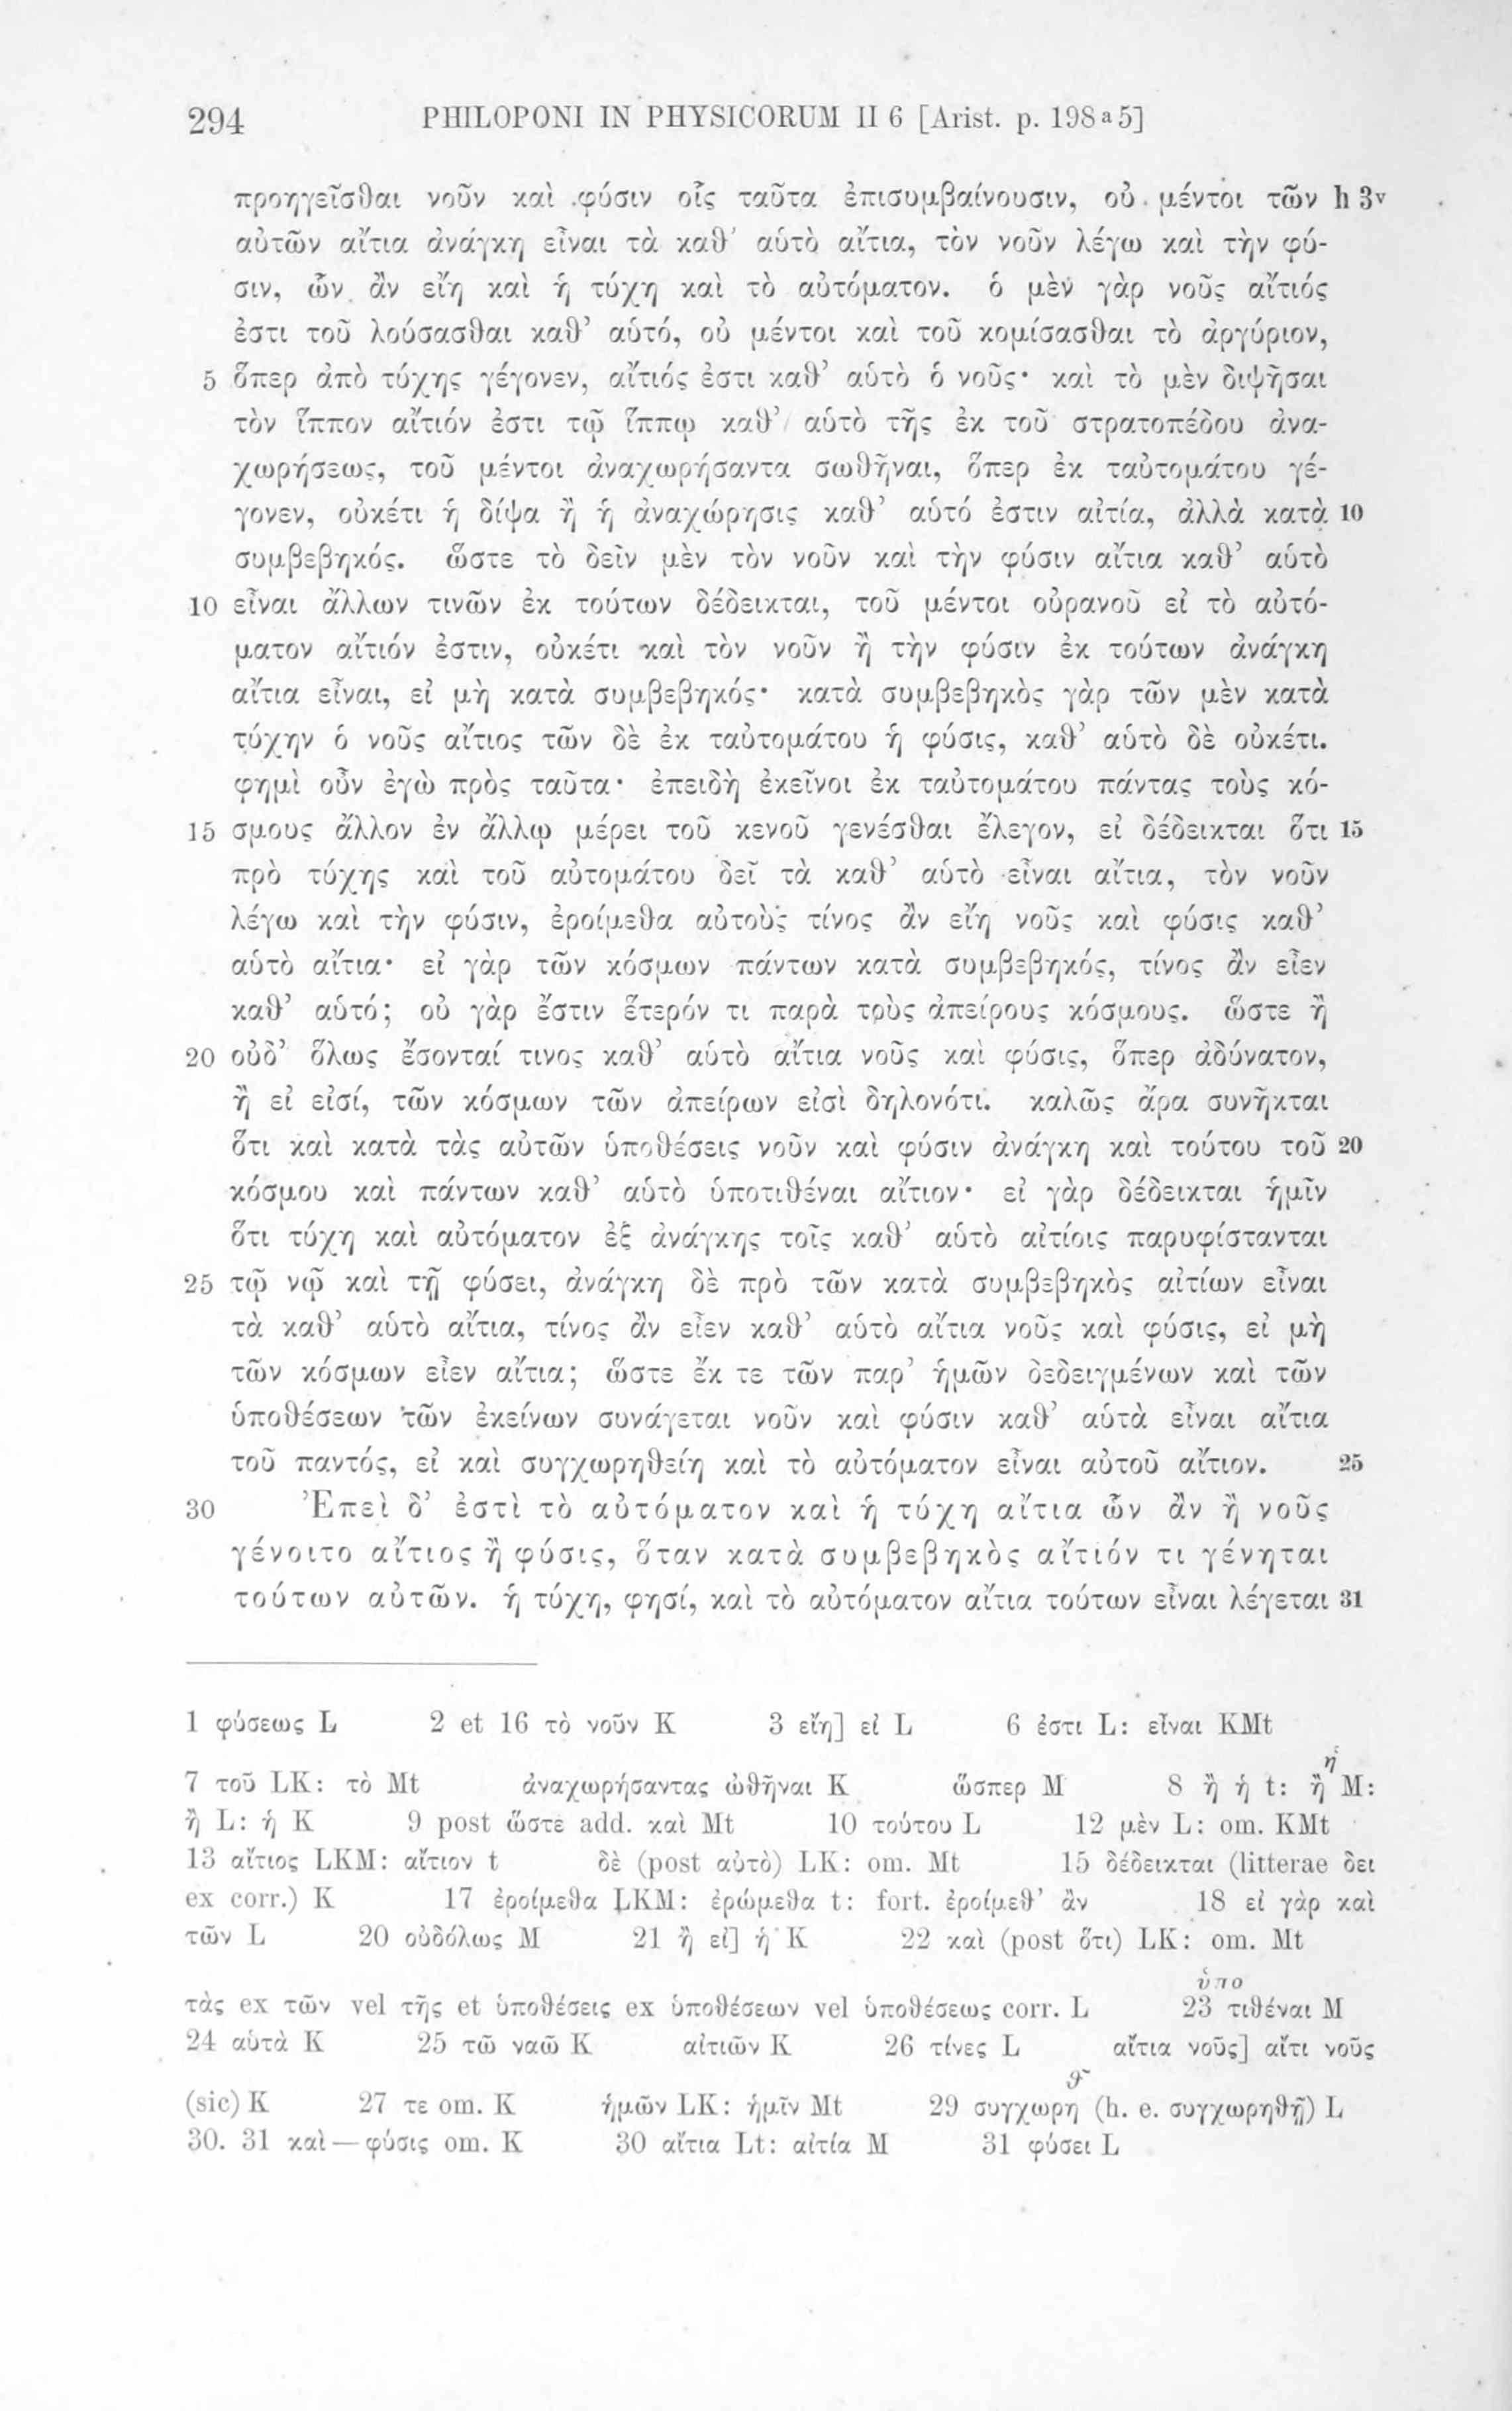 294 PHILOPONI IN PHYSICORUM II 6 [Arist. p. 198 a 5]
προηγεῖσθαι νοῦν καὶ φύσιν οἷς ταῦτα ἐπισυμβαίνουσιν, οὐ μέντοι τῶν h 3v
αὐτῶν αἴτια ἀνάγκη εἶναι τὰ καθ’ αὑτὸ αἴτια, τὸν νοῦν λέγω καὶ τὴν φύ-
σιν, ὧν ἂν εἴη καὶ ἡ τύχη καὶ τὸ αὐτόματον. ὁ μὲν γὰρ νοῦς αἴτιός
ἐστι τοῦ λούσασθαι καθ’ αὑτό, οὐ μέντοι καὶ τοῦ κομίσασθαι τὸ ἀργύριον,
5 ὅπερ ἀπὸ τύχης γέγονεν, αἴτιός ἐστι καθ’ αὑτὸ ὁ νοῦς· καὶ τὸ μὲν διψῆσαι
τὸν ἵππον αἴτιόν ἐστι τῷ ἵππῳ καθ’ αὑτὸ τῆς ἐκ τοῦ στρατοπέδου ἀνα-
χωρήσεως, τοῦ μέντοι ἀναχωρήσαντα σωθῆναι, ὅπερ ἐκ ταὐτομάτου γέ-
γονεν, οὐκέτι ἡ δίψα ἢ ἡ ἀναχώρησις καθ’ αὑτό ἐστιν αἰτία, ἀλλὰ κατὰ 10
συμβεβηκός. ὥστε τὸ δεῖν μὲν τὸν νοῦν καὶ τὴν φύσιν αἴτια καθ’ αὑτὸ
10 εἶναι ἄλλων τινῶν ἐκ τούτων δέδεικται, τοῦ μέντοι οὐρανοῦ εἰ τὸ αὐτό-
ματον αἴτιόν ἐστιν, οὐκέτι καὶ τὸν νοῦν ἢ τὴν φύσιν ἐκ τούτων ἀνάγκη
αἴτια εἶναι, εἰ μὴ κατὰ συμβεβηκός· κατὰ συμβεβηκὸς γὰρ τῶν μὲν κατὰ
τύχην ὁ νοῦς αἴτιος τῶν δὲ ἐκ ταὐτομάτου ἡ φύσις, καθ’ αὑτὸ δὲ οὐκέτι.
φημὶ οὖν ἐγὼ πρὸς ταῦτα· ἐπειδὴ ἐκεῖνοι ἐκ ταὐτομάτου πάντας τοὺς κό-
15 σμους ἄλλον ἐν ἄλλῳ μέρει τοῦ κενοῦ γενέσθαι ἔλεγον, εἰ δέδεικται ὅτι 15
πρὸ τύχης καὶ τοῦ αὐτομάτου δεῖ τὰ καθ’ αὑτὸ εἶναι αἴτια, τὸν νοῦν
λέγω καὶ τὴν φύσιν, ἐροίμεθα αὐτοὺς τίνος ἂν εἴη νοῦς καὶ φύσις καθ’
αὑτὸ αἴτια· εἰ γὰρ τῶν κόσμων πάντων κατὰ συμβεβηκός, τίνος ἂν εἶεν
καθ’ αὑτό; οὐ γὰρ ἔστιν ἕτερόν τι παρὰ τοὺς ἀπείρους κόσμους. ὥστε ἢ
20 οὐδ’ ὅλως ἔσονταί τινος καθ’ αὑτὸ αἴτια νοῦς καὶ φύσις, ὅπερ ἀδύνατον,
ἢ εἰ εἰσί, τῶν κόσμων τῶν ἀπείρων εἰσὶ δηλονότι. καλῶς ἄρα συνῆκται
ὅτι καὶ κατὰ τὰς αὐτῶν ὑποθέσεις νοῦν καὶ φύσιν ἀνάγκη καὶ τούτου τοῦ 20
κόσμου καὶ πάντων καθ’ αὑτὸ ὑποτιθέναι αἴτιον· εἰ γὰρ δέδεικται ἡμῖν
ὅτι τύχη καὶ αὐτόματον ἐξ ἀνάγκης τοῖς καθ’ αὑτὸ αἰτίοις παρυφίστανται
25 τῷ νῷ καὶ τῇ φύσει, ἀνάγκη δὲ πρὸ τῶν κατὰ συμβεβηκὸς αἰτίων εἶναι
τὰ καθ’ αὑτὸ αἴτια, τίνος ἂν εἶεν καθ’ αὑτὸ αἴτια νοῦς καὶ φύσις, εἰ μὴ
τῶν κόσμων εἶεν αἴτια; ὥστε ἔκ τε τῶν παρ’ ἡμῶν δεδειγμένων καὶ τῶν
ὑποθέσεων τῶν ἐκείνων συνάγεται νοῦν καὶ φύσιν καθ’ αὑτὰ εἶναι αἴτια
τοῦ παντός, εἰ καὶ συγχωρηθείη καὶ τὸ αὐτόματον εἶναι αὐτοῦ αἴτιον. 25
30 Ἐπεὶ δ’ ἐστὶ τὸ αὐτόματον καὶ ἡ τύχη αἴτια ὧν ἂν ἢ νοῦς
γένοιτο αἴτιος ἢ φύσις, ὅταν κατὰ συμβεβηκὸς αἴτιόν τι γένηται
τούτων αὐτῶν. ἡ τύχη, φησί, καὶ τὸ αὐτόματον αἴτια τούτων εἶναι λέγεται 31
1 φύσεως L 2 et 16 τὸ νοῦν K 3 εἴη] εἰ L 6 ἐστι L: εἶναι KMt
7 τοῦ LK: τὸ Mt ἀναχωρήσαντας ὠθῆναι K ὥσπερ M 8 ἢ ἡ t: ἢ ἡ M:
ἢ L: ἡ K 9 post ὥστε add. καὶ Mt 10 τούτου L 12 μὲν L: om. KMt
13 αἴτιος LKM: αἴτιον t δὲ (post αὑτὸ) LK: om. Mt 15 δέδεικται (litterae δει
ex corr.) K 17 ἐροίμεθα LKM: ἐρώμεθα t: fort. ἐροίμεθ’ ἂν 18 εἰ γὰρ καὶ
τῶν L 20 οὐδόλως M 21 ἢ εἰ] ἡ K 22 καὶ (post ὅτι) LK: om. Mt
τὰς ex τῶν vel τῆς et ὑποθέσεις ex ὑποθέσεων vel ὑποθέσεως corr. L 23 ὑπο τιθέναι M
24 αὑτὰ K 25 τῶ ναῶ K αἰτιῶν K 26 τίνες L αἴτια νοῦς] αἴτι νοῦς
(sic) K 27 τε om. K ἡμῶν LK: ἡμῖν Mt 29 συγχωρηθ (h. e. συγχωρηθῇ) L
30. 31 καὶ — φύσις om. K 30 αἴτια Lt: αἰτία M 31 φύσει L